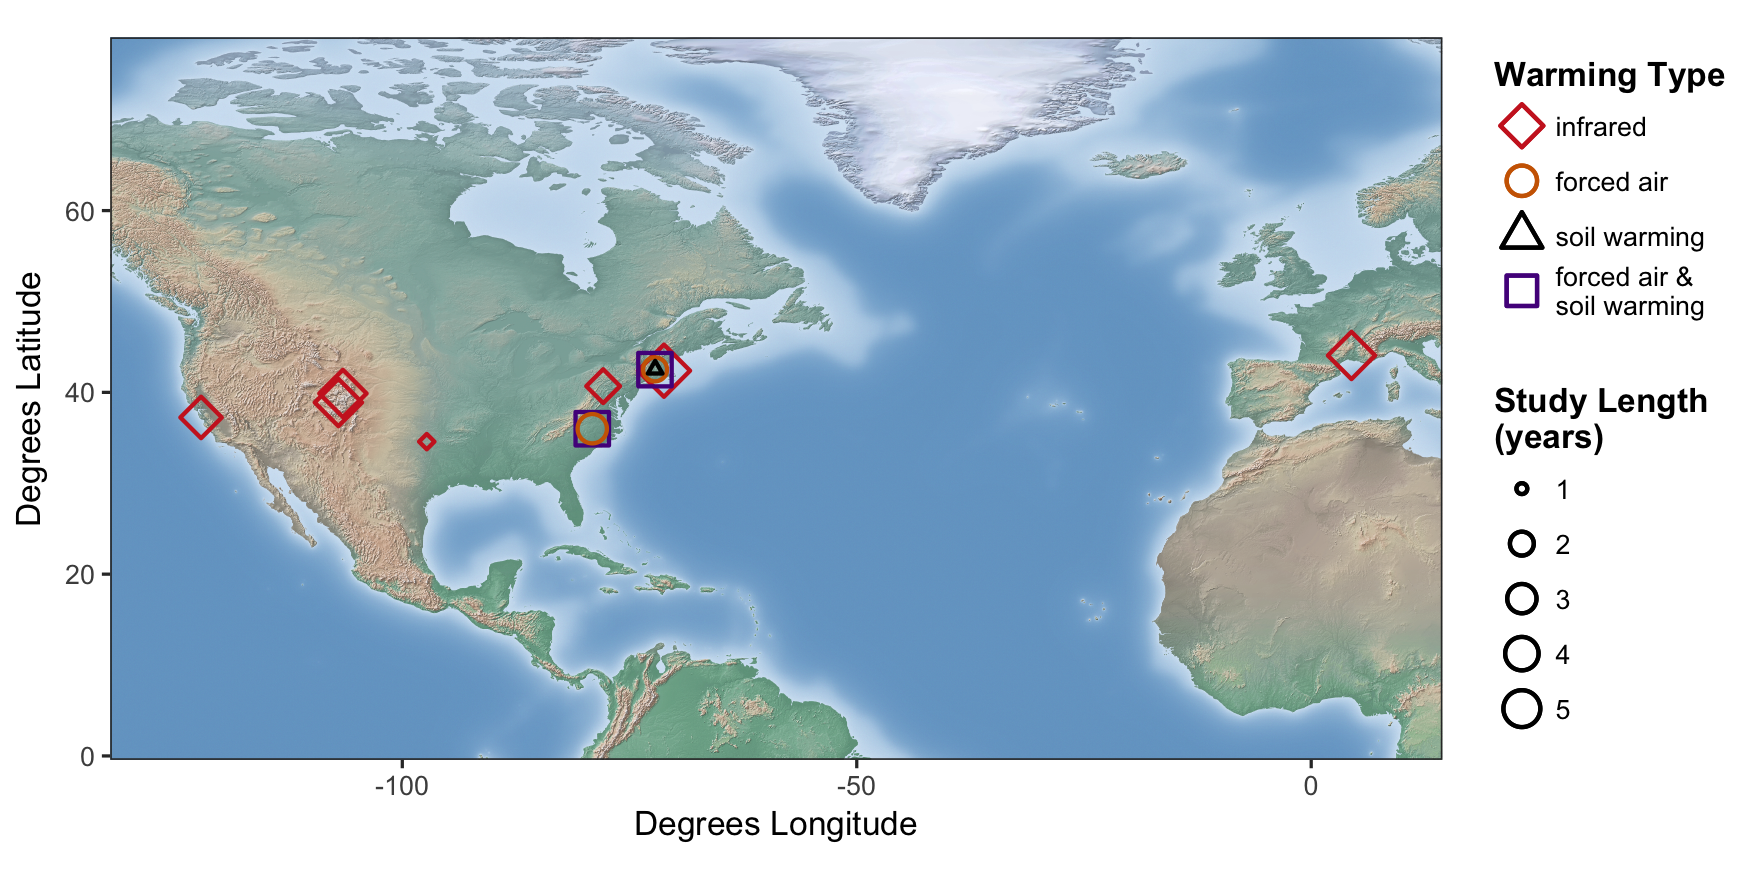 Degrees Latitude
60
40
20
0
-100
-50
0
Degrees Longitude
Warming Type
infrared
forced air
soil warming
forced air &
soil warming
Study Length
(years)
1
2
3
4
5